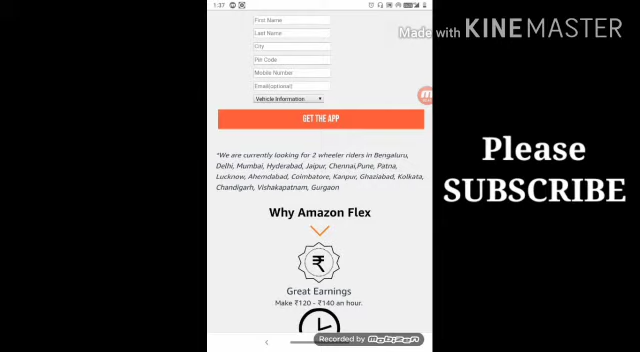 1:37
Made with KINEMASTER
First Name
Last Name
City
Pin Code
Mobile Number
Email(optional)
Vehicle Information
GET THE APP
*We are currently looking for 2 wheeler riders in Bengaluru,
Delhi, Mumbai, Hyderabad, Jaipur, Chennai,Pune, Patna,
Lucknow, Ahemdabad, Coimbatore, Kanpur, Ghaziabad, Kolkata,
Chandigarh, Vishakapatnam, Gurgaon
Please
SUBSCRIBE
Why Amazon Flex
₹
Great Earnings
Make ₹120 - ₹140 an hour.
Recorded by mobizen